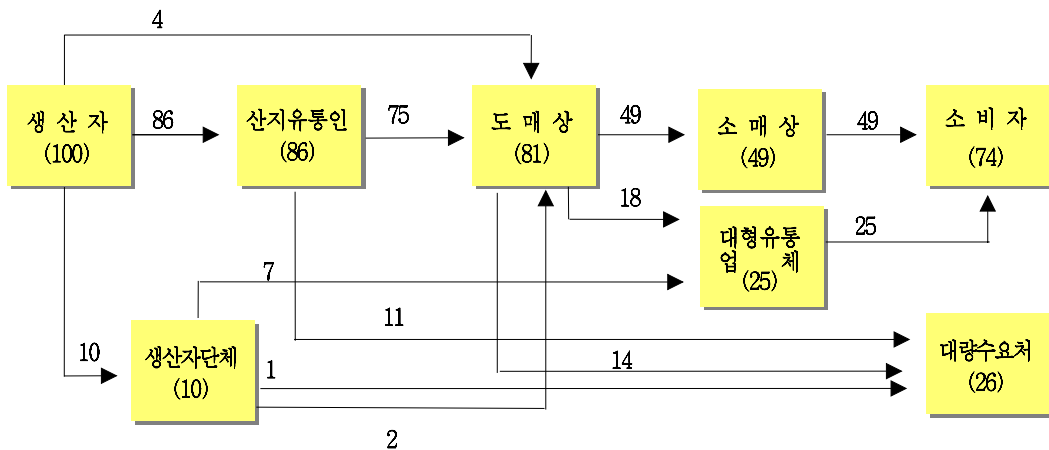 4
생 산 자
(100)
86
산지유통인
(86)
75
도 매 상
(81)
49
소 매 상
(49)
49
소 비 자
(74)
18
대형유통
업 체
(25)
25
7
11
10
생산자단체
(10)
1
14
대량수요처
(26)
2